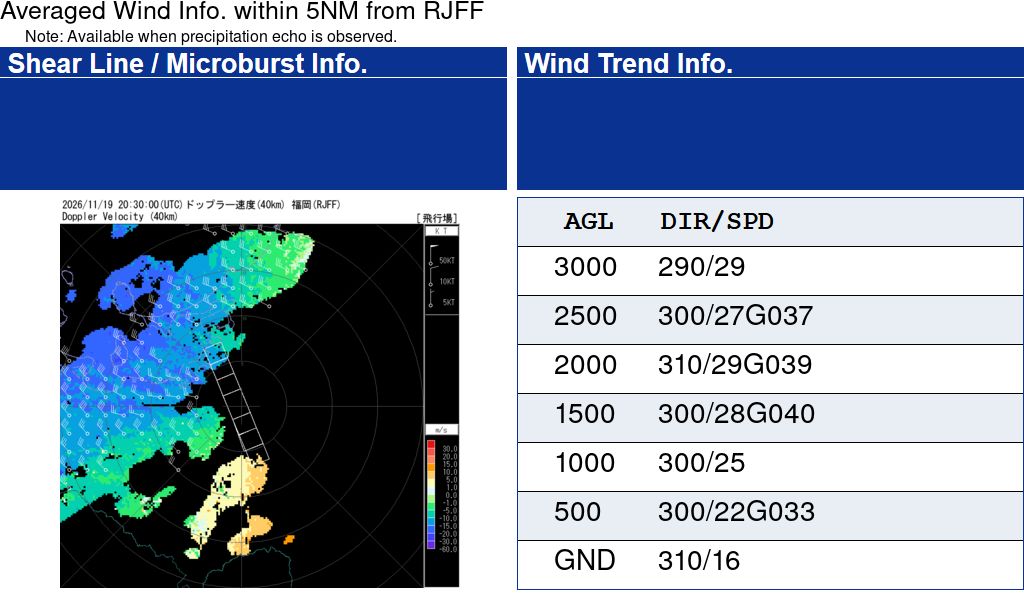 Averaged Wind Info. within 5NM from RJFF
Note: Available when precipitation echo is observed.
Shear Line / Microburst Info.
Wind Trend Info.
2026/11/19 20:30:00(UTC) ドップラー速度(40km) 福岡(RJFF)
Doppler Velocity (40km)
[飛行場]
KT
50KT
10KT
5KT
m/s
30.0
20.0
15.0
10.0
5.0
1.0
0.0
-1.0
-5.0
-10.0
-15.0
-20.0
-30.0
-60.0
AGL DIR/SPD
3000 290/29
2500 300/27G037
2000 310/29G039
1500 300/28G040
1000 300/25
500 300/22G033
GND 310/16